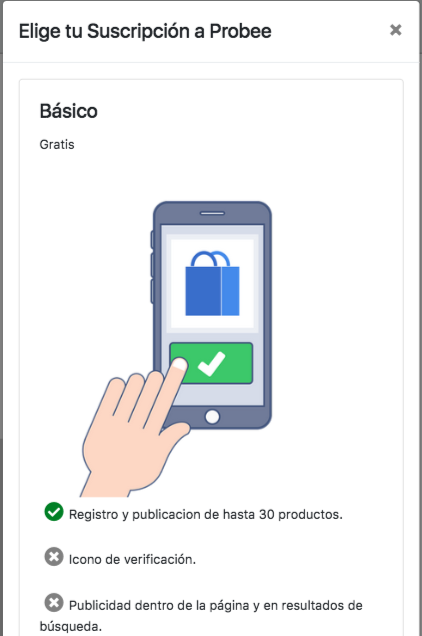 Elige tu Suscripción a Probee
Básico
Gratis
Registro y publicacion de hasta 30 productos.
Icono de verificación.
Publicidad dentro de la página y en resultados de
búsqueda.